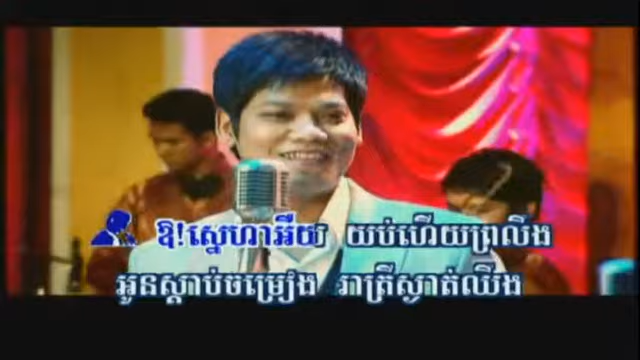 ឱ!ស្នេហាអើយ យប់ហើយព្រលឹង
អូនស្ដាប់ចម្រៀង រាត្រីស្ងាត់ឈឹង